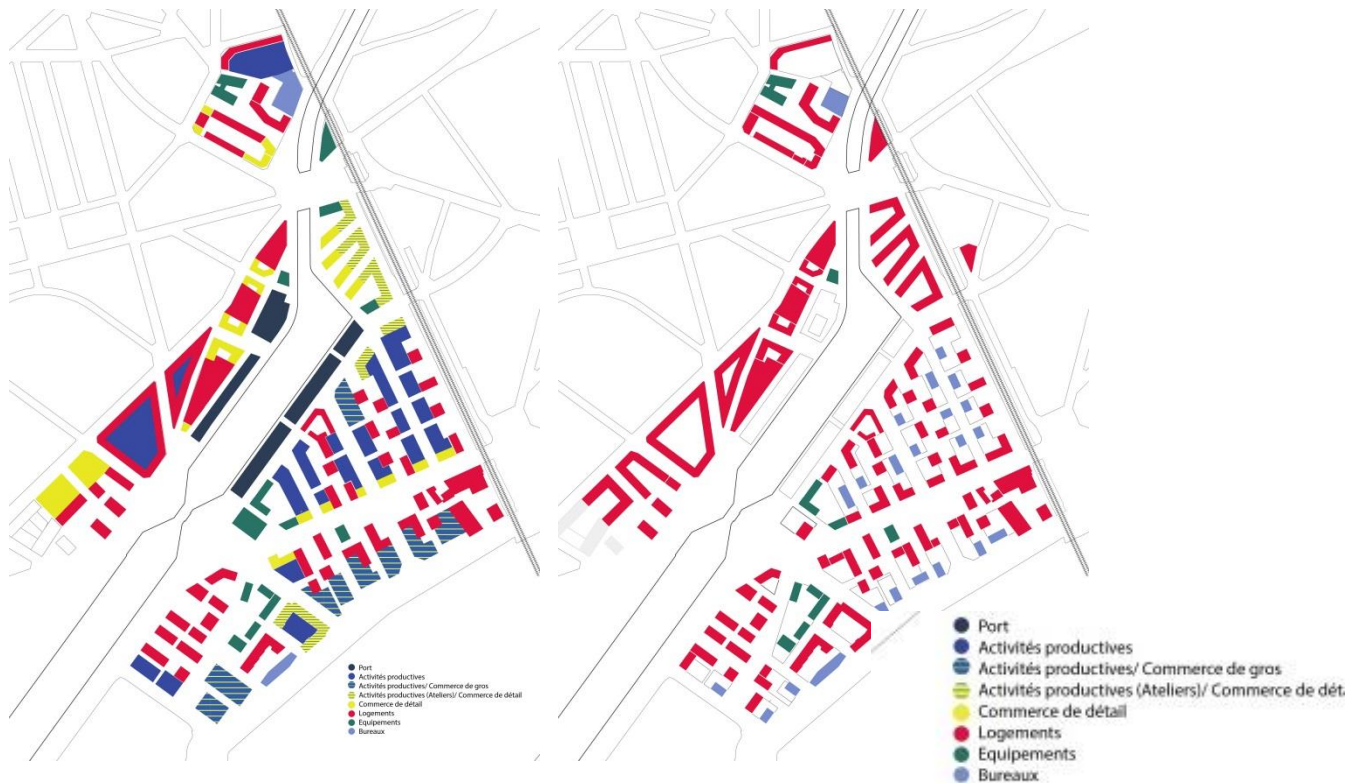 Port
Activités productives
Activités productives/ Commerce de gros
Activités productives (Ateliers)/ Commerce de détail
Commerce de détail
Logements
Equipements
Bureaux
Port
Activités productives
Activités productives/ Commerce de gros
Activités productives (Ateliers)/ Commerce de dét
Commerce de détail
Logements
Equipements
Bureaux